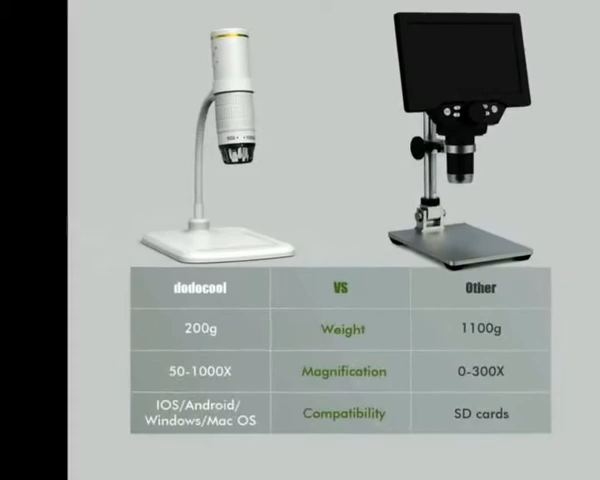 dodocool VS Other
200g Weight 1100g
50-1000X Magnification 0-300X
IOS/Android/
Windows/Mac OS Compatibility SD cards